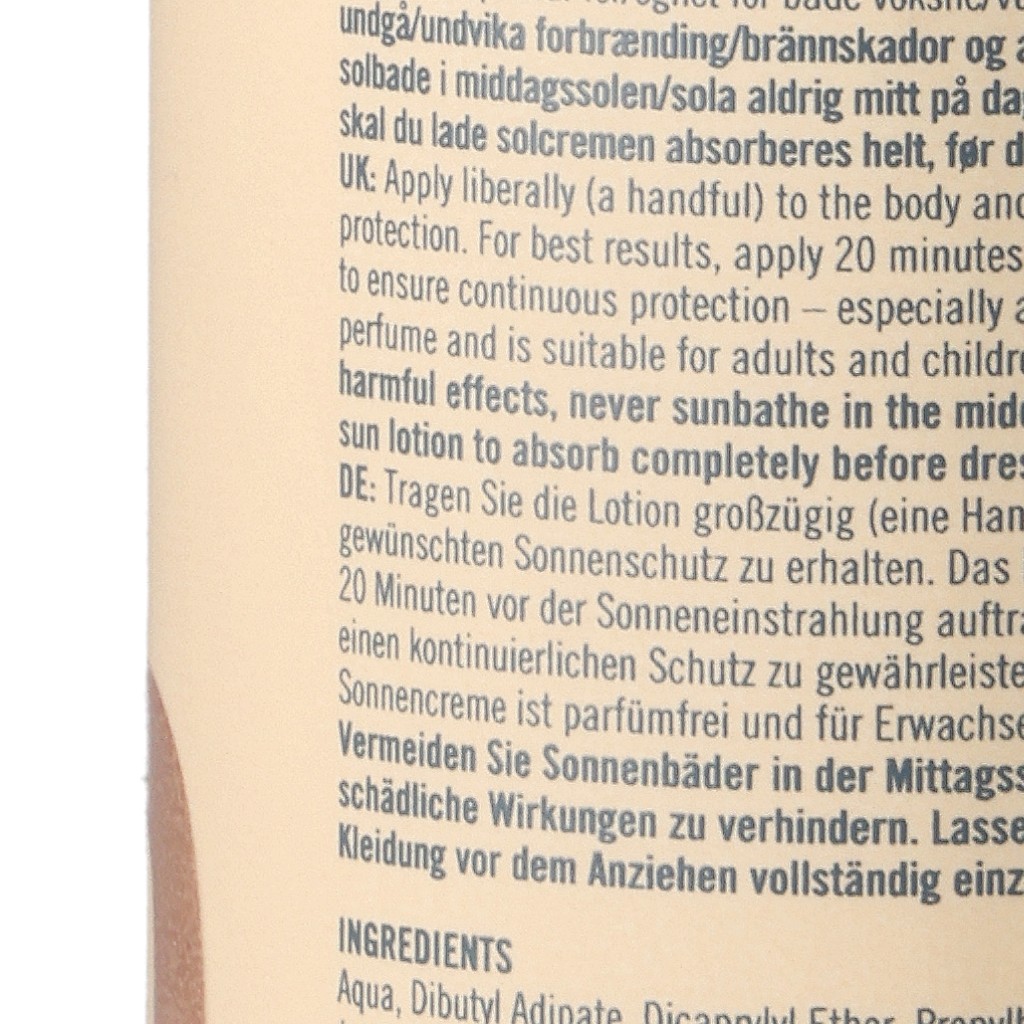 for både voksne/
undgå/undvika forbrænding/brännskador og
solbade i middagssolen/sola aldrig mitt på
skal du lade solcremen absorberes helt, før
UK: Apply liberally (a handful) to the body
protection. For best results, apply 20 minutes
to ensure continuous protection – especially
perfume and is suitable for adults and
harmful effects, never sunbathe in the
sun lotion to absorb completely before
DE: Tragen Sie die Lotion großzügig (eine
gewünschten Sonnenschutz zu erhalten. Das
20 Minuten vor der Sonneneinstrahlung
einen kontinuierlichen Schutz zu
Sonnencreme ist parfümfrei und für
Vermeiden Sie Sonnenbäder in der
schädliche Wirkungen zu verhindern.
Kleidung vor dem Anziehen vollständig
INGREDIENTS
Aqua, Dibutyl Adipate, Dicaprylyl Ether,